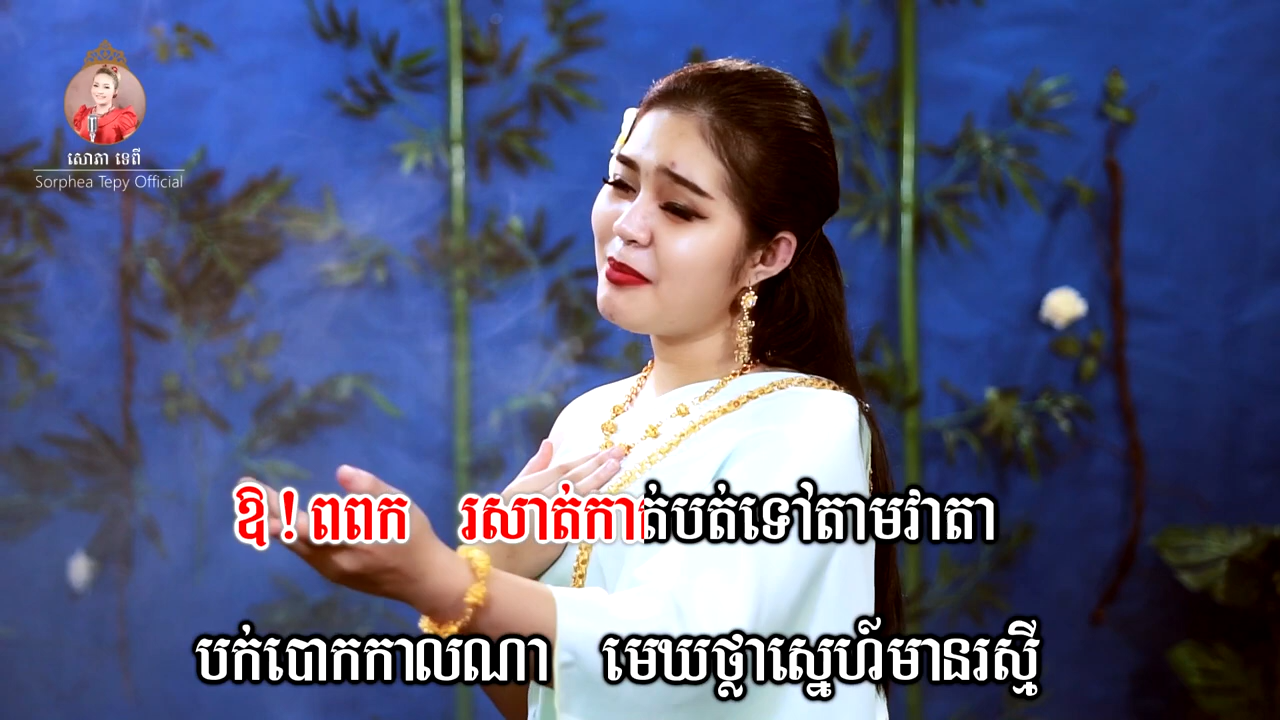 សោភា ទេពី
Sorphea Tepy Official
ឱ ! ពពក រសាត់កាត់បត់ទៅតាមវាតា
បក់បោកកាលណា មេឃថ្លាស្នេហ៍មានរស្មី